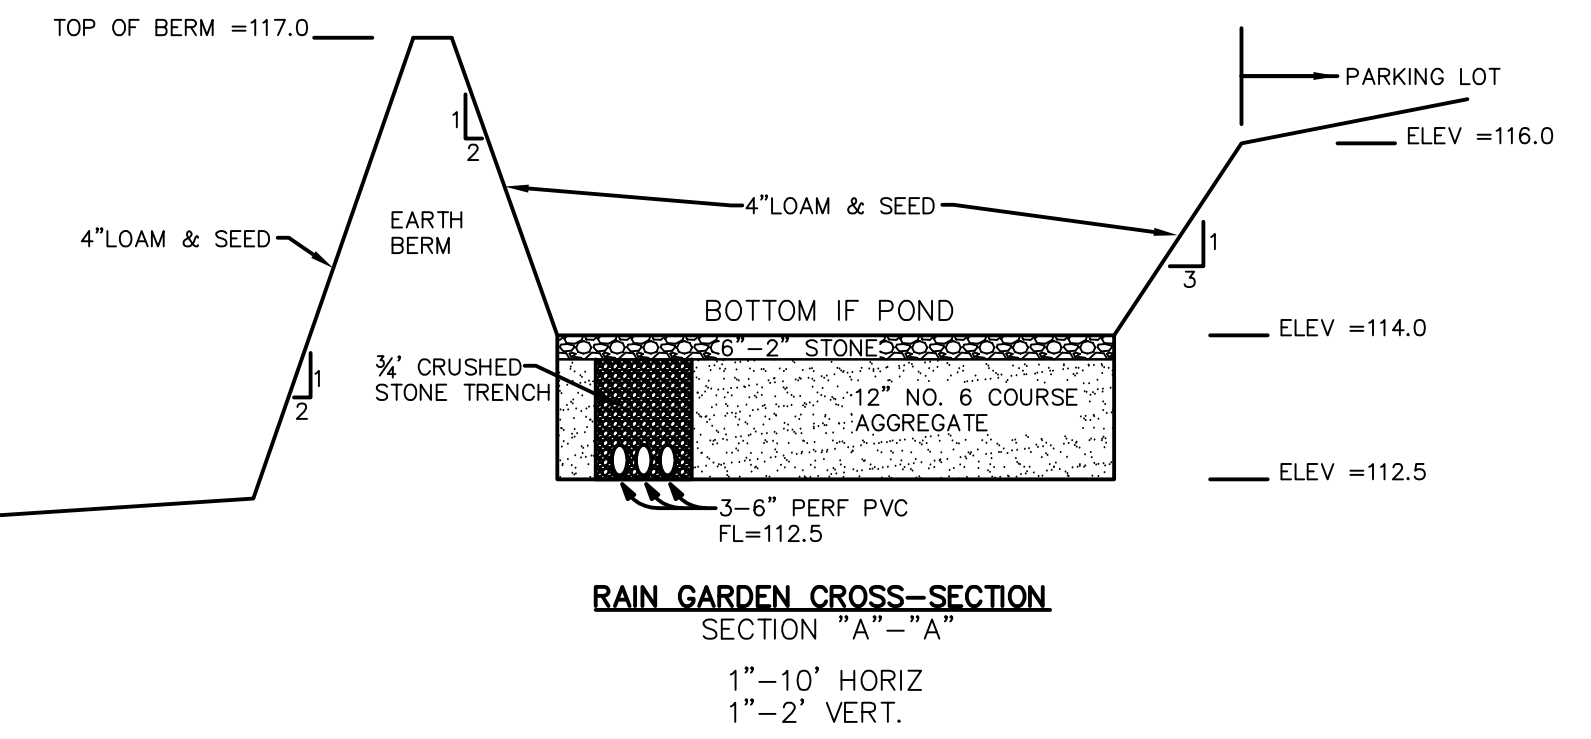 TOP OF BERM =117.0
PARKING LOT
ELEV =116.0
1
2
4"LOAM & SEED
EARTH
BERM
4"LOAM & SEED
1
3
BOTTOM IF POND
ELEV =114.0
6"-2" STONE
¾' CRUSHED
STONE TRENCH
1
2
12" NO. 6 COURSE
AGGREGATE
ELEV =112.5
3-6" PERF PVC
FL=112.5
RAIN GARDEN CROSS-SECTION
SECTION "A"-"A"
1"-10' HORIZ
1"-2' VERT.